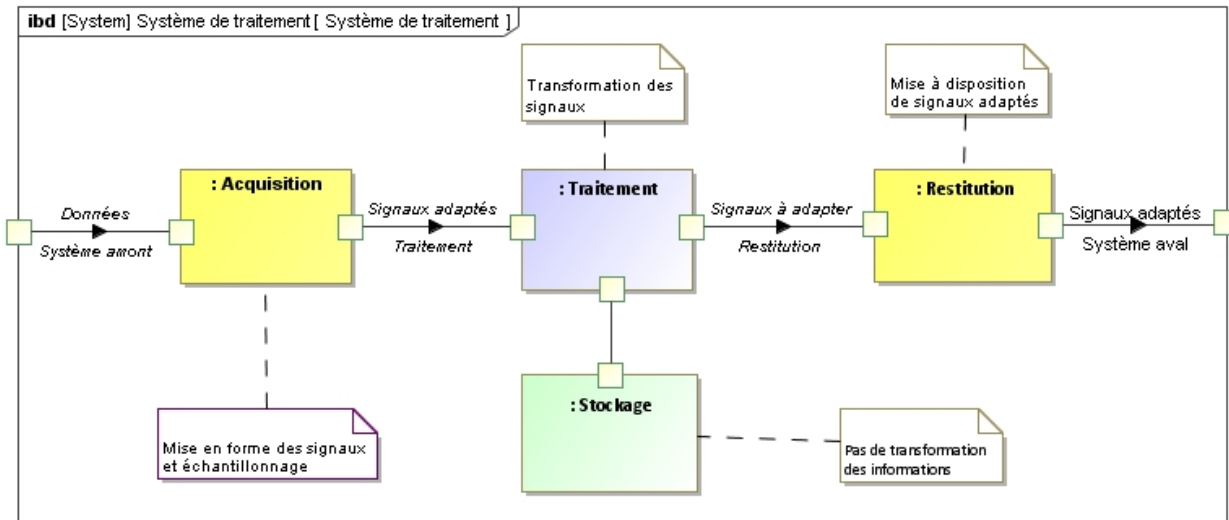 ibd [System] Système de traitement [ Système de traitement ]
Transformation des
signaux
Mise à disposition
de signaux adaptés
: Acquisition
: Traitement
: Restitution
Données
Système amont
Signaux adaptés
Traitement
Signaux à adapter
Restitution
Signaux adaptés
Système aval
: Stockage
Mise en forme des signaux
et échantillonnage
Pas de transformation
des informations